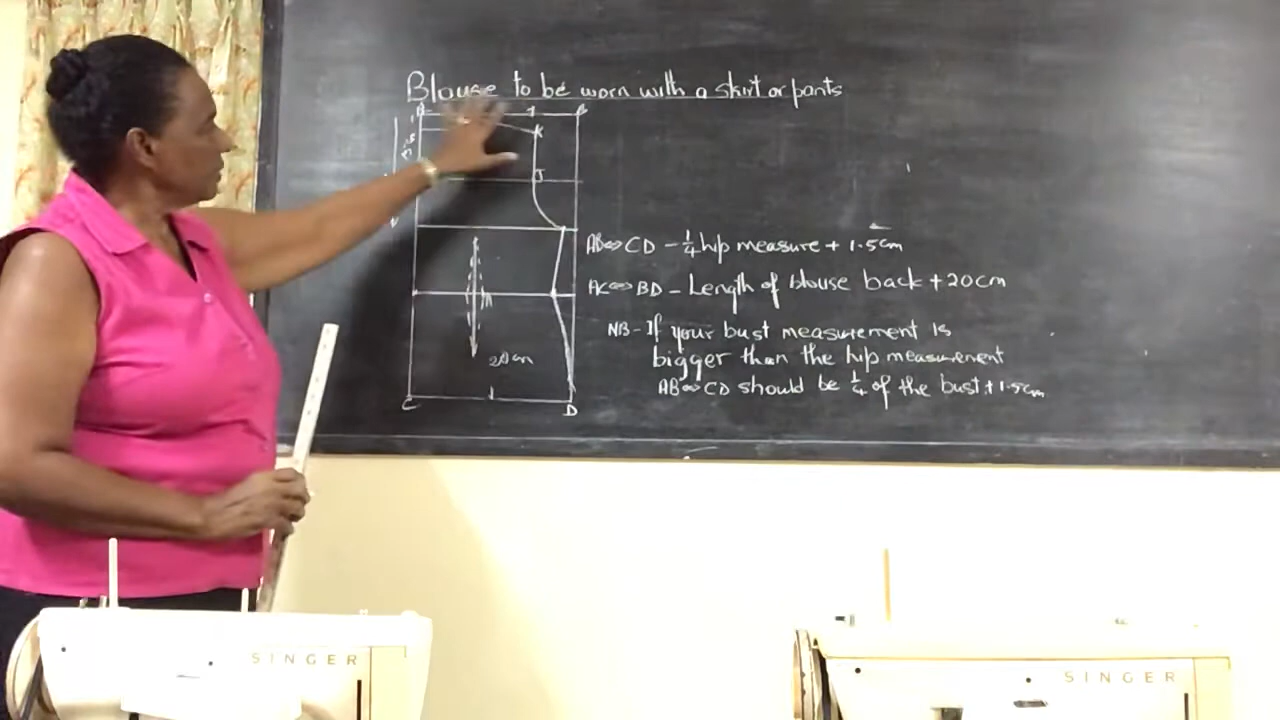 Blouse to be worn with a skirt or pants
B
K
J
AB⇔CD - 1/4 hip measure + 1.5cm
AC⇔BD - Length of blouse back + 20cm
NB - If your bust measurement is
bigger than the hip measurement
AB⇔CD should be 1/4 of the bust + 1.5cm
C
D
SINGER
SINGER